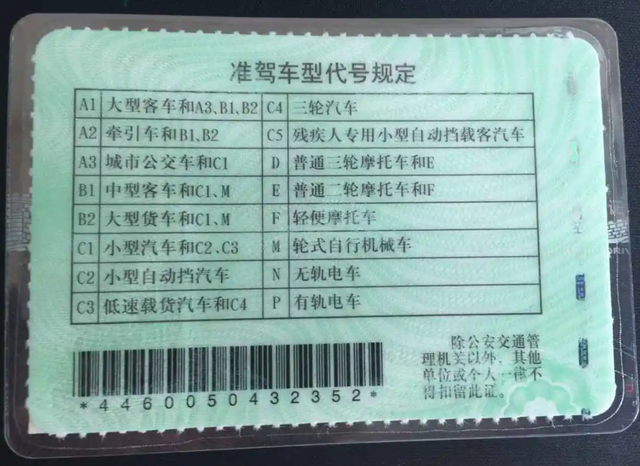 准驾车型代号规定
A1 大型客车和A3、B1、B2 C4 三轮汽车
A2 牵引车和B1、B2 C5 残疾人专用小型自动挡载客汽车
A3 城市公交车和C1 D 普通三轮摩托车和E
B1 中型客车和C1、M E 普通二轮摩托车和F
B2 大型货车和C1、M F 轻便摩托车
C1 小型汽车和C2、C3 M 轮式自行机械车
C2 小型自动挡汽车 N 无轨电车
C3 低速载货汽车和C4 P 有轨电车
除公安交通管
理机关以外，其他
单位或个人一律不
得扣留此证。
*4460050432352*